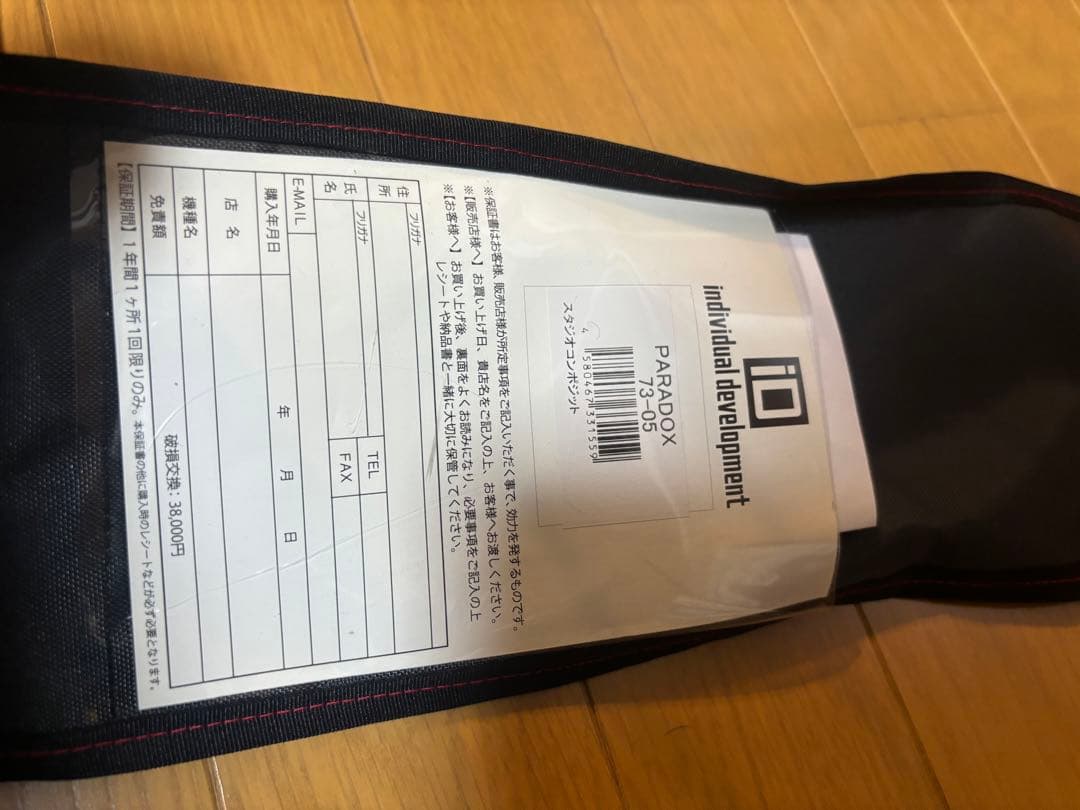 iD
individual development
PARADOX
73-05
4 580467 331559
スタジオコンポジット
※保証書はお客様、販売店様が所定事項をご記入いただく事で、効力を発するものです。
※【販売店様へ】お買い上げ日、貴店名をご記入の上、お客様へお渡しください。
※【お客様へ】お買い上げ後、裏面をよくお読みになり、必要事項をご記入の上
レシートや納品書と一緒に大切に保管してください。
住所 フリガナ TEL
氏名 フリガナ FAX
E-MAIL
購入年月日 年 月 日
店名
機種名
免責額 破損交換：38,000円
【保証期間】1年間1ヶ所1回限りのみ。本保証書の他に購入時のレシートなどが必ず必要となります。